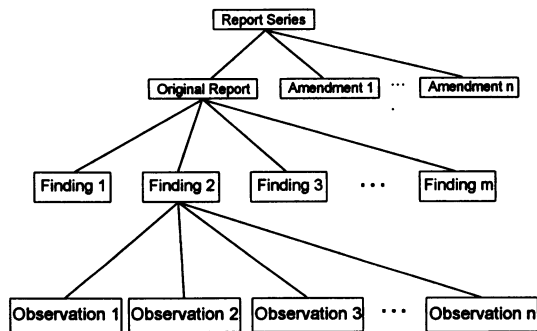 Report Series
Original Report
Amendment 1
...
Amendment n
.
Finding 1
Finding 2
Finding 3
...
Finding m
Observation 1
Observation 2
Observation 3
...
Observation n